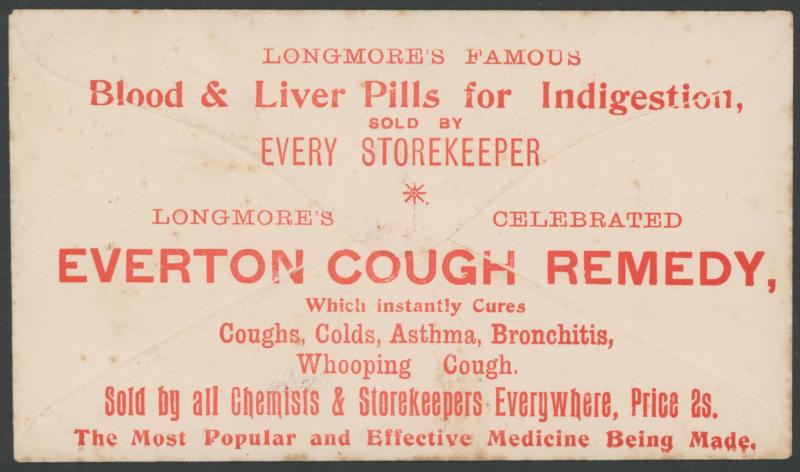 LONGMORE'S FAMOUS
Blood & Liver Pills for Indigestion,
SOLD BY
EVERY STOREKEEPER
LONGMORE'S CELEBRATED
EVERTON COUGH REMEDY,
Which instantly Cures
Coughs, Colds, Asthma, Bronchitis,
Whooping Cough.
Sold by all Chemists & Storekeepers Everywhere, Price 2s.
The Most Popular and Effective Medicine Being Made.